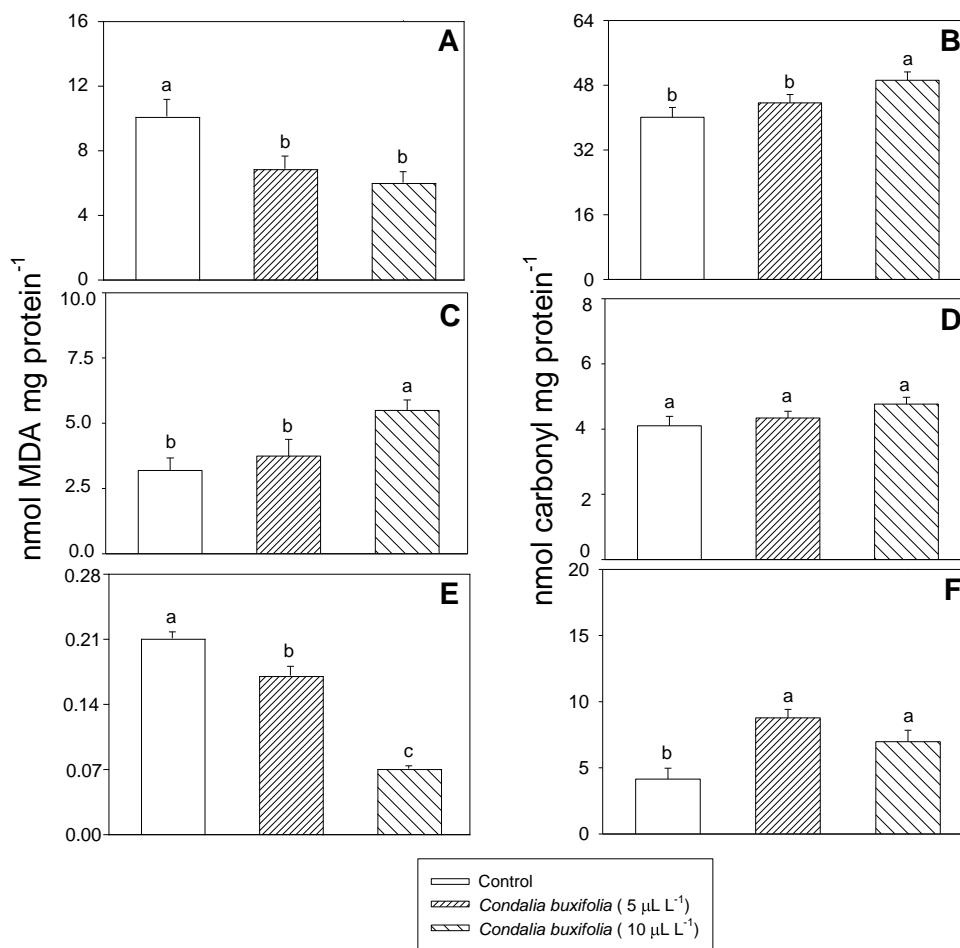 nmol MDA mg protein⁻¹
16
12
8
4
0
A
a
b
b
10.0
7.5
5.0
2.5
0.0
C
b
b
a
0.28
0.21
0.14
0.07
0.00
E
a
b
c
nmol carbonyl mg protein⁻¹
64
48
32
16
0
B
b
b
a
8
6
4
2
0
D
a
a
a
20
15
10
5
0
F
b
a
a
Control
Condalia buxifolia ( 5 μL L⁻¹)
Condalia buxifolia ( 10 μL L⁻¹)